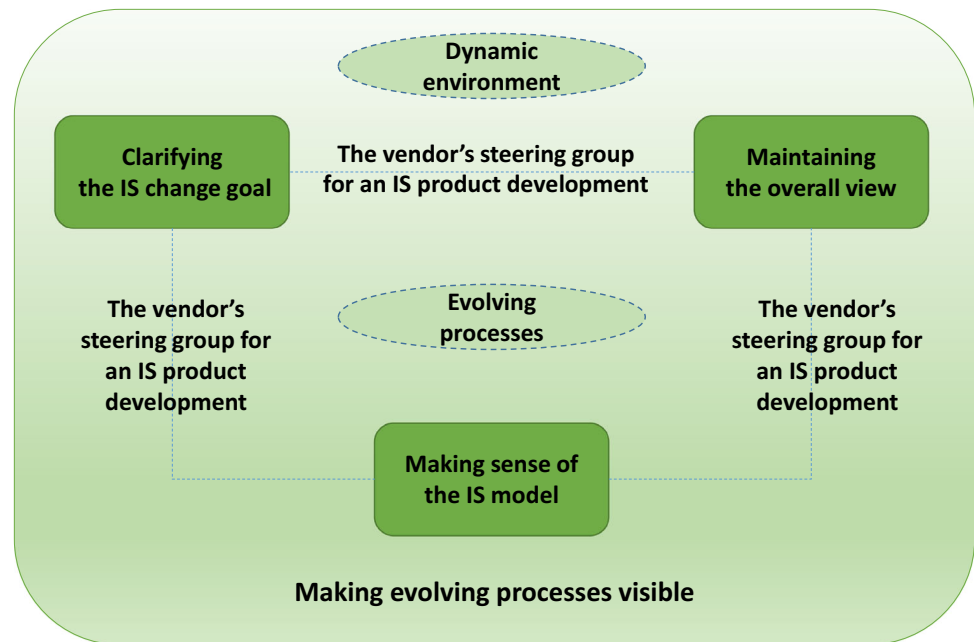 Dynamic
environment
Clarifying
the IS change goal
The vendor's steering group
for an IS product development
Maintaining
the overall view
The vendor's
steering group for
an IS product
development
Evolving
processes
The vendor's
steering group for
an IS product
development
Making sense of
the IS model
Making evolving processes visible